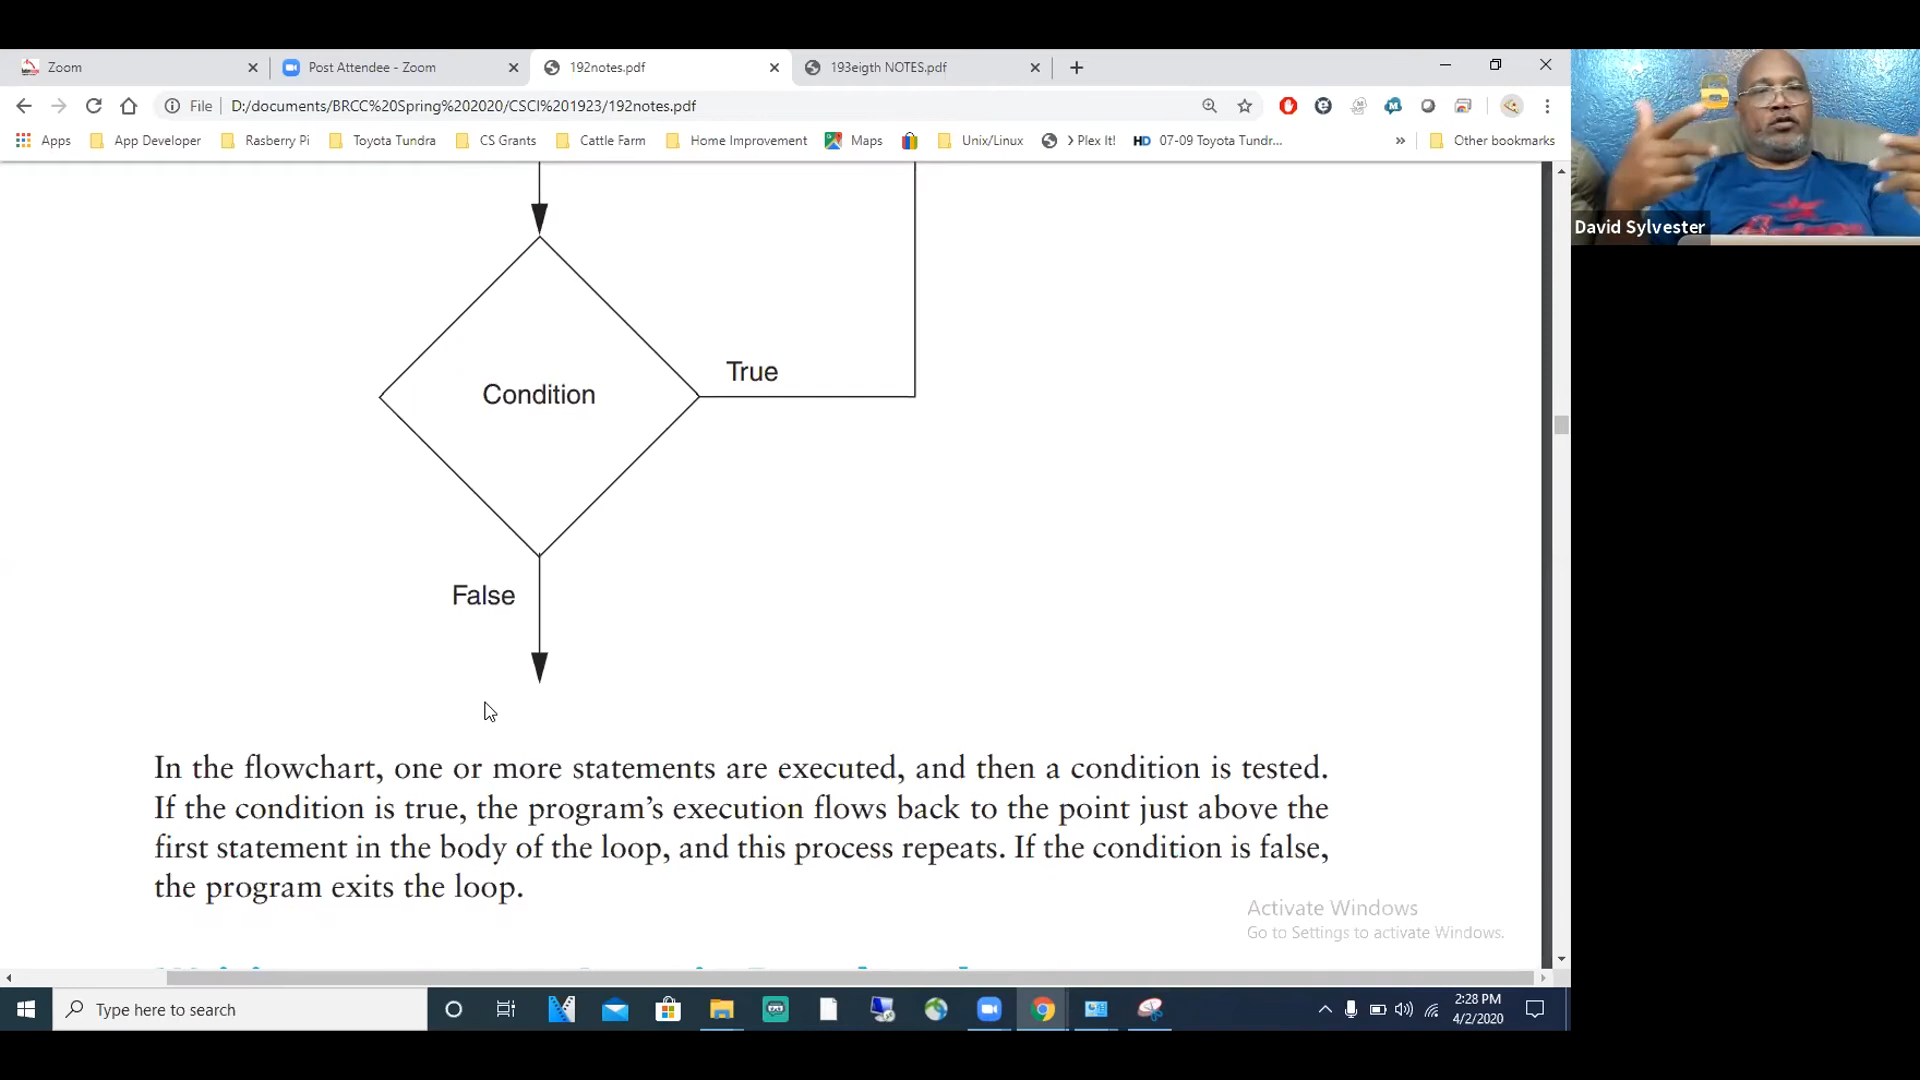 Zoom
Post Attendee - Zoom
192notes.pdf
193eigth NOTES.pdf
File
D:/documents/BRCC%20Spring%202020/CSCI%201923/192notes.pdf
Apps
App Developer
Rasberry Pi
Toyota Tundra
CS Grants
Cattle Farm
Home Improvement
Maps
Unix/Linux
Plex It!
HD 07-09 Toyota Tundr...
»
Other bookmarks
David Sylvester
True
Condition
False
In the flowchart, one or more statements are executed, and then a condition is tested.
If the condition is true, the program's execution flows back to the point just above the
first statement in the body of the loop, and this process repeats. If the condition is false,
the program exits the loop.
Activate Windows
Go to Settings to activate Windows.
Type here to search
2:28 PM
4/2/2020